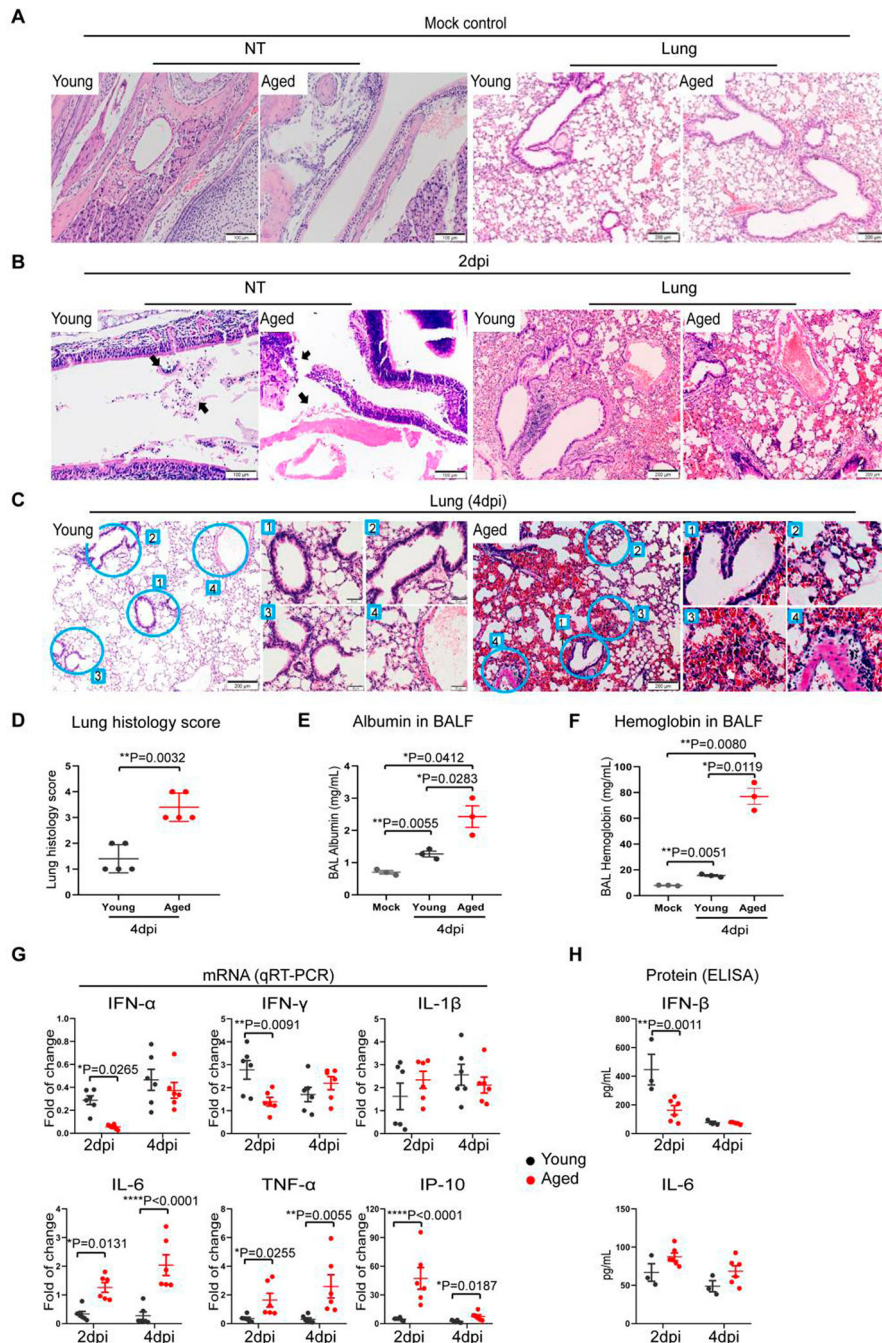 A
Mock control
NT
Lung
Young
Aged
Young
Aged
100 μm
100 μm
200 μm
200 μm
B
2dpi
NT
Lung
Young
Aged
Young
Aged
100 μm
100 μm
200 μm
200 μm
C
Lung (4dpi)
Young
2
1
4
3
200 μm
1
2
3
4
Aged
2
3
1
4
200 μm
1
2
3
4
D
Lung histology score
Lung histology score
5
4
3
2
1
0
**P=0.0032
Young
Aged
4dpi
E
Albumin in BALF
BAL Albumin (mg/mL)
4
3
2
1
0
*P=0.0412
*P=0.0283
**P=0.0055
Mock
Young
Aged
4dpi
F
Hemoglobin in BALF
BAL Hemoglobin (mg/mL)
100
80
60
40
20
0
**P=0.0080
*P=0.0119
**P=0.0051
Mock
Young
Aged
4dpi
G
mRNA (qRT-PCR)
IFN-α
Fold of change
1.0
0.8
0.6
0.4
0.2
0.0
*P=0.0265
2dpi
4dpi
IFN-γ
Fold of change
5
4
3
2
1
0
**P=0.0091
2dpi
4dpi
IL-1β
Fold of change
5
4
3
2
1
0
2dpi
4dpi
IL-6
Fold of change
4
3
2
1
0
*P=0.0131
****P<0.0001
2dpi
4dpi
TNF-α
Fold of change
8
6
4
2
0
*P=0.0255
**P=0.0055
2dpi
4dpi
IP-10
Fold of change
120
90
60
30
0
****P<0.0001
*P=0.0187
2dpi
4dpi
Young
Aged
H
Protein (ELISA)
IFN-β
pg/mL
800
600
400
200
0
**P=0.0011
2dpi
4dpi
IL-6
pg/mL
200
150
100
50
0
2dpi
4dpi